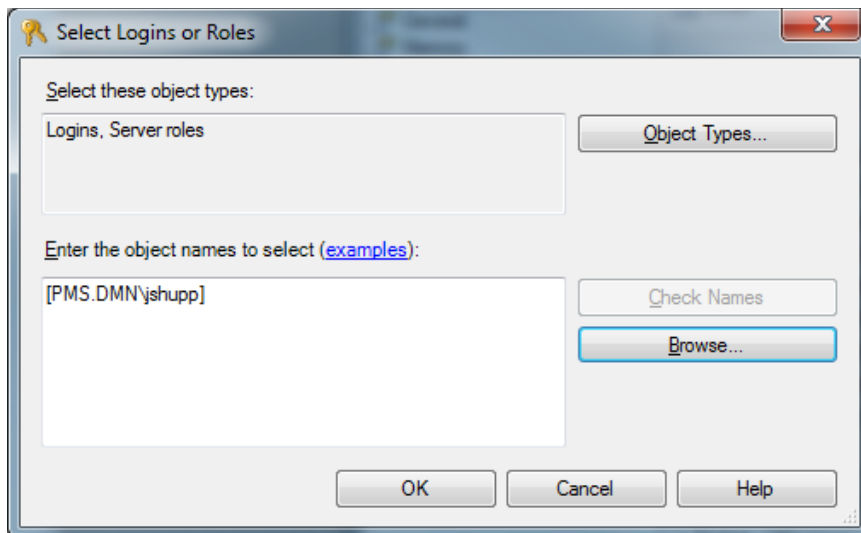 Select Logins or Roles
Select these object types:
Logins, Server roles
Object Types...
Enter the object names to select (examples):
[PMS.DMN\jshupp]
Check Names
Browse...
OK
Cancel
Help